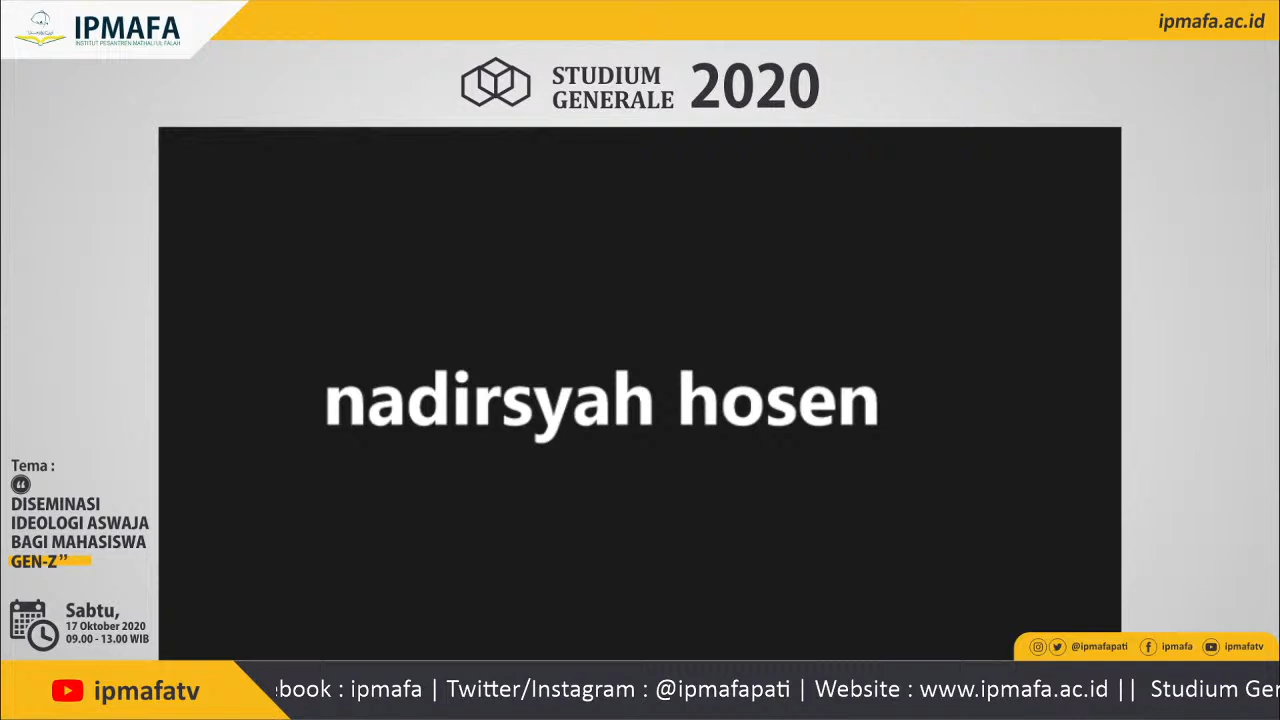 IPMAFA
INSTITUT PESANTREN MATHALI'UL FALAH
ipmafa.ac.id
STUDIUM
GENERALE
2020
nadirsyah hosen
Tema :
“
DISEMINASI
IDEOLOGI ASWAJA
BAGI MAHASISWA
GEN-Z”
Sabtu,
17 Oktober 2020
09.00 - 13.00 WIB
@ipmafapati
ipmafa
ipmafatv
ipmafatv
ebook : ipmafa | Twitter/Instagram : @ipmafapati | Website : www.ipmafa.ac.id || Studium Gen